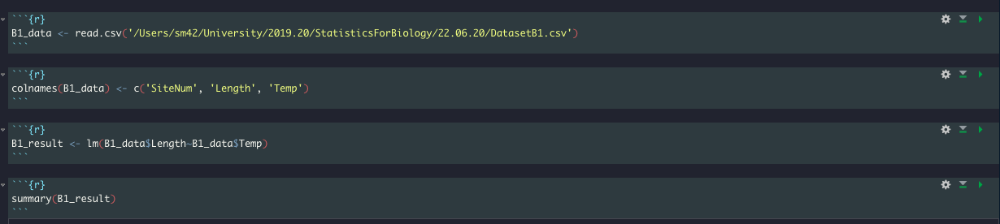 ```{r}
B1_data <- read.csv('/Users/sm42/University/2019.20/StatisticsForBiology/22.06.20/DatasetB1.csv')
```
```{r}
colnames(B1_data) <- c('SiteNum', 'Length', 'Temp')
```
```{r}
B1_result <- lm(B1_data$Length~B1_data$Temp)
```
```{r}
summary(B1_result)
```